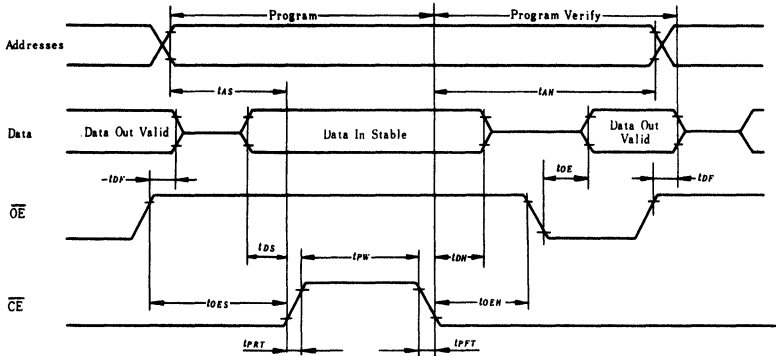 Program
Program Verify
Addresses
tAS
tAH
Data
Data Out Valid
Data In Stable
Data Out
Valid
tDF
tOE
tDF
OE
tDS
tPW
tDH
tOES
tOEH
CE
tPRT
tPFT